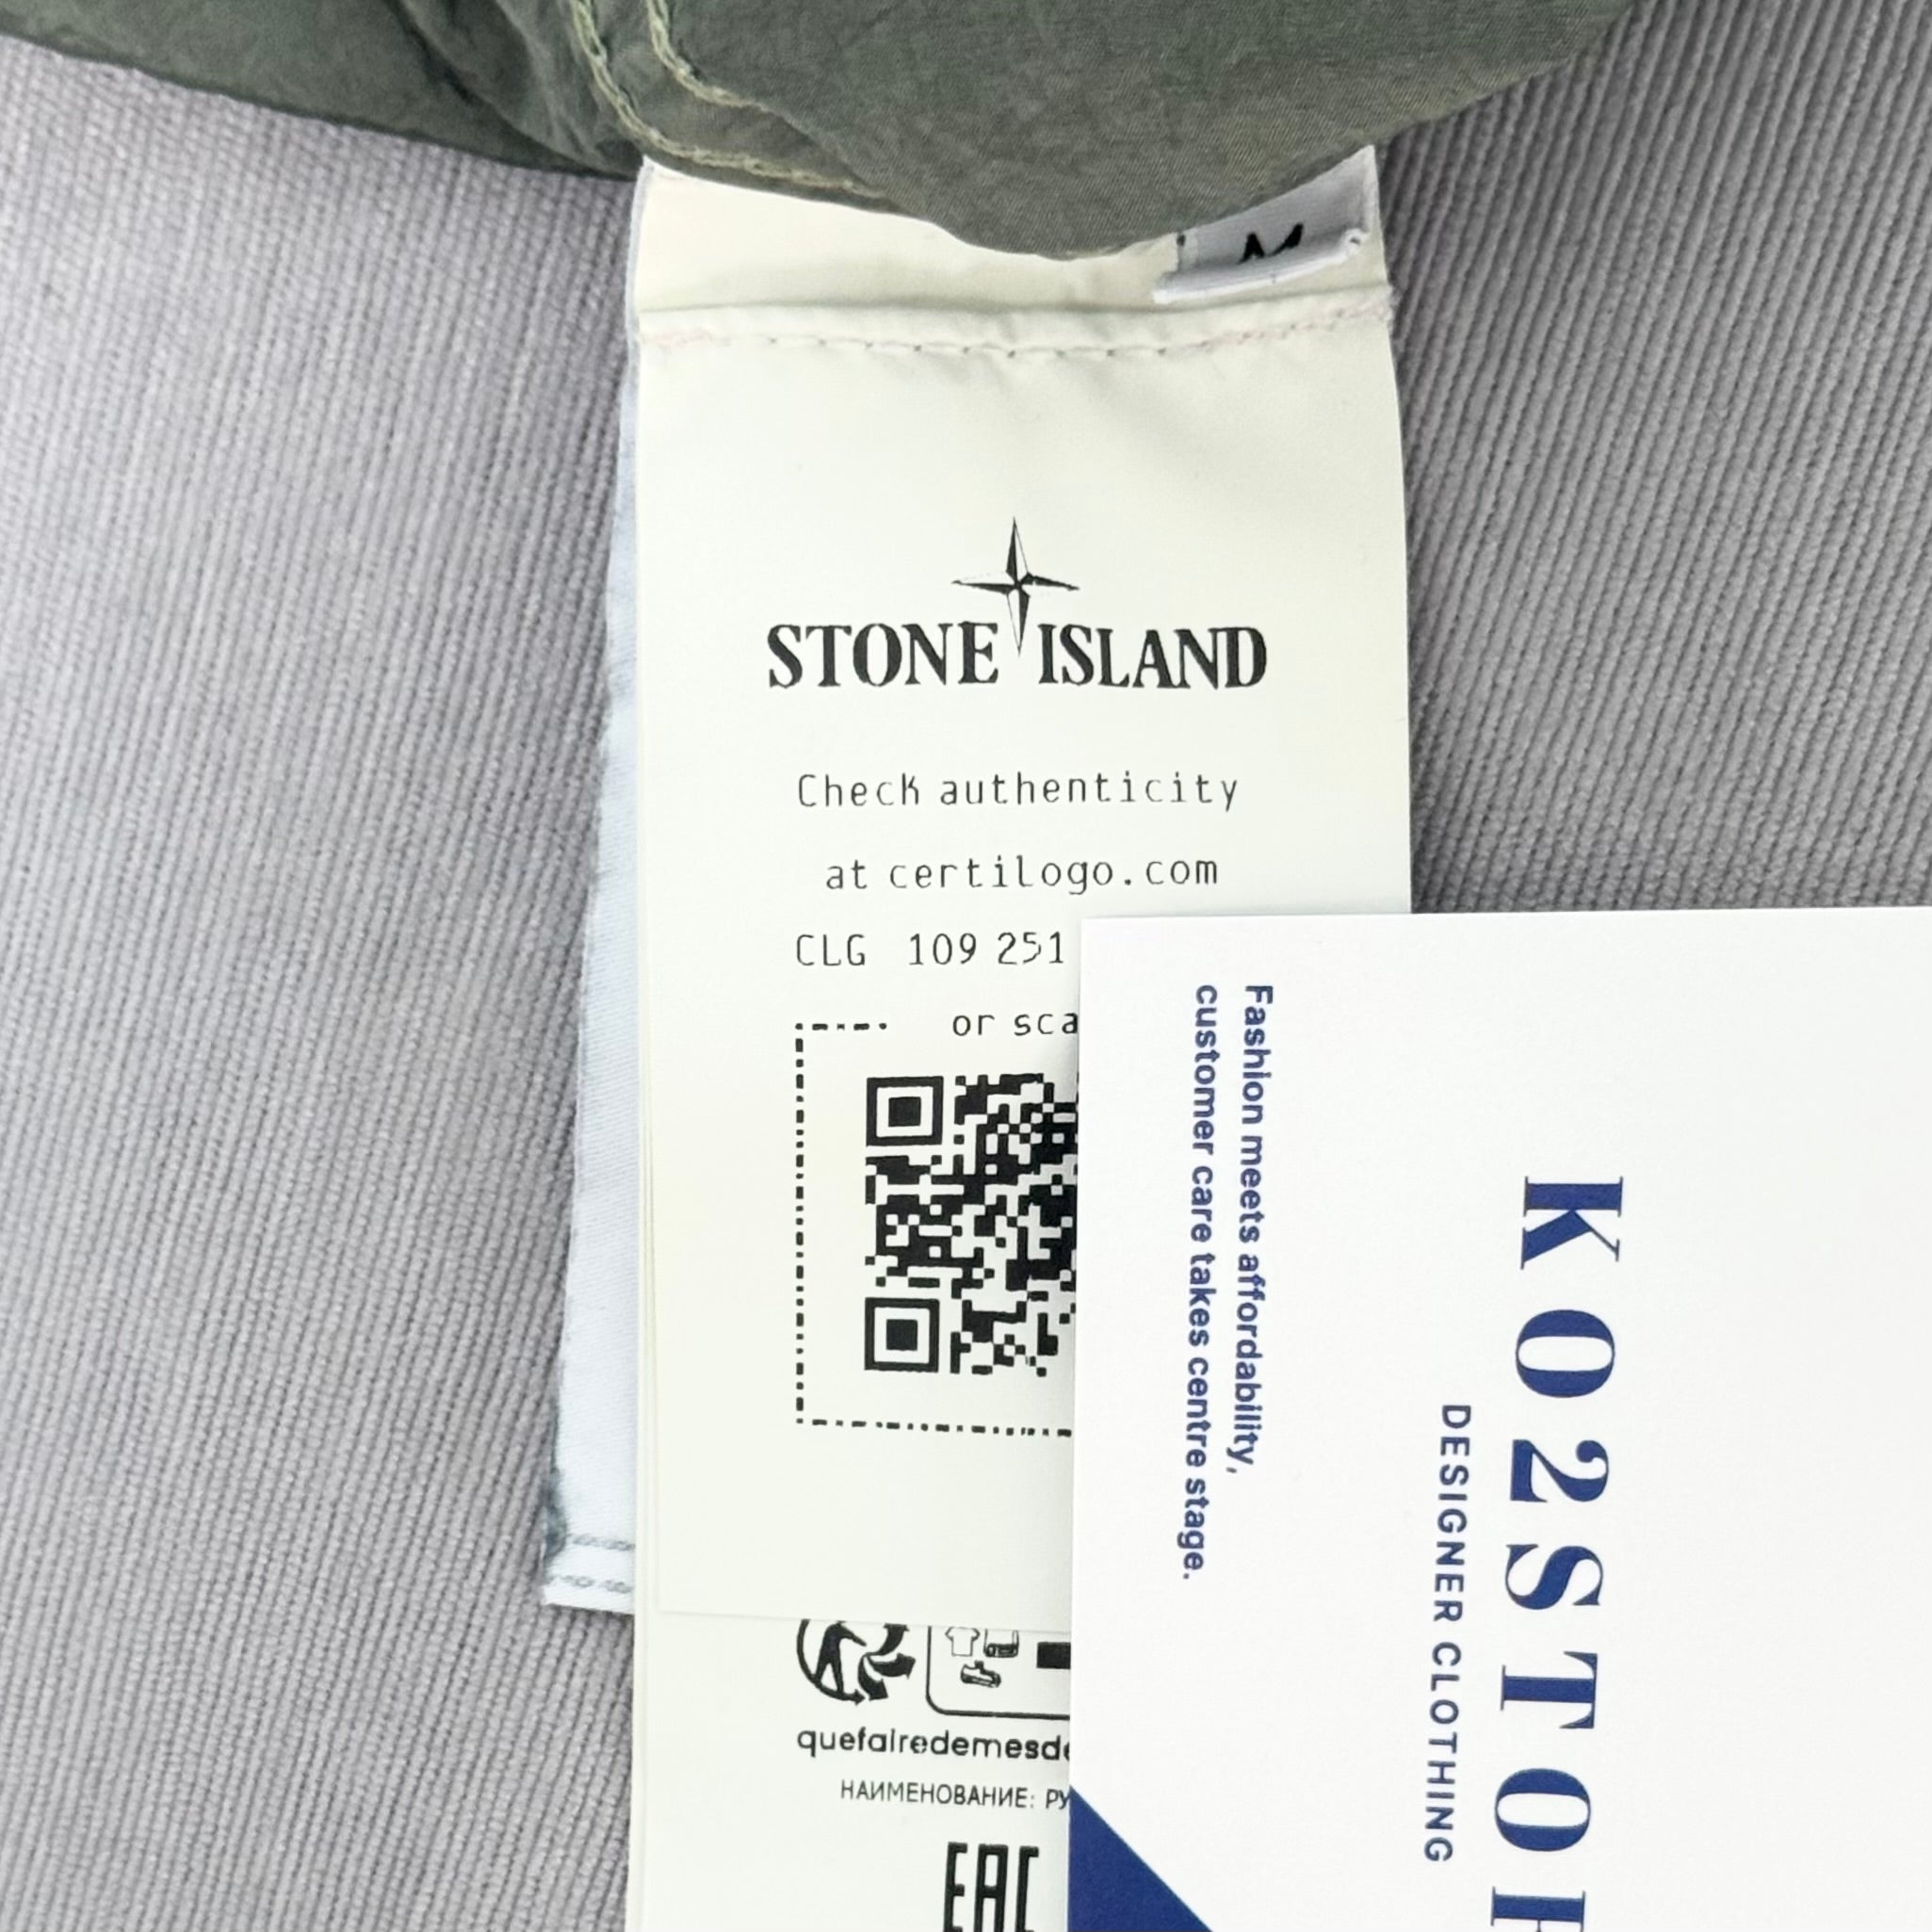 M
STONE ISLAND
Check authenticity
at certilogo.com
CLG 109 251
or sca
quefairedemesde
НАИМЕНОВАНИЕ: РУ
EAC
Fashion meets affordability,
customer care takes centre stage.
KO2STO
DESIGNER CLOTHING